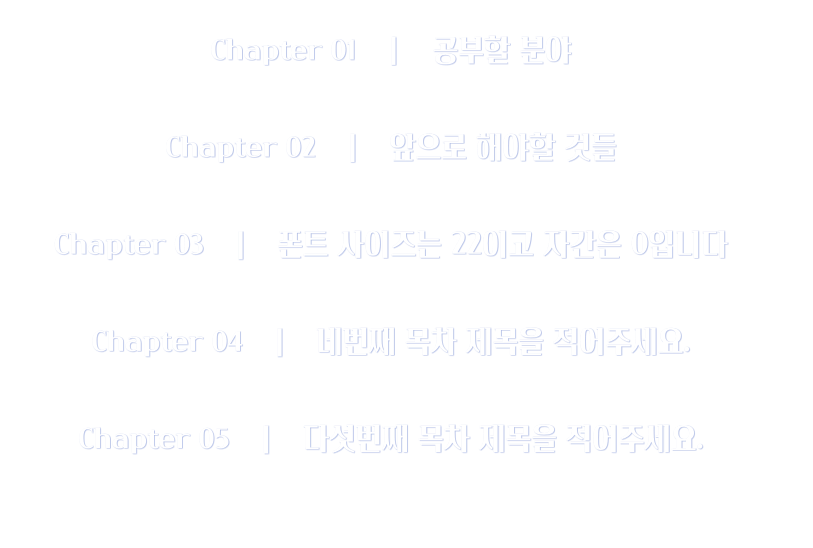 Chapter 01 | 공부할 분야
Chapter 02 | 앞으로 해야할 것들
Chapter 03 | 폰트 사이즈는 22이고 자간은 0입니다
Chapter 04 | 네번째 목차 제목을 적어주세요.
Chapter 05 | 다섯번째 목차 제목을 적어주세요.